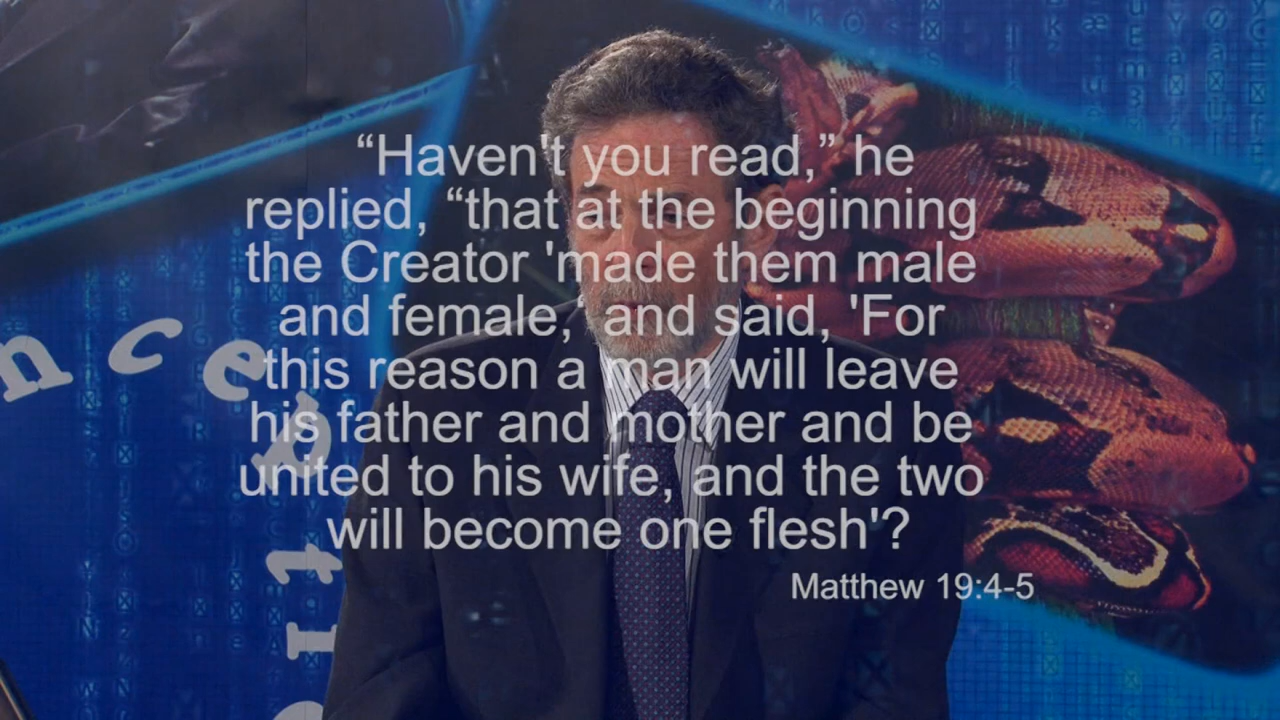 “Haven't you read,” he
replied, “that at the beginning
the Creator 'made them male
and female,‘ and said, 'For
this reason a man will leave
his father and mother and be
united to his wife, and the two
will become one flesh'?
Matthew 19:4-5
nce